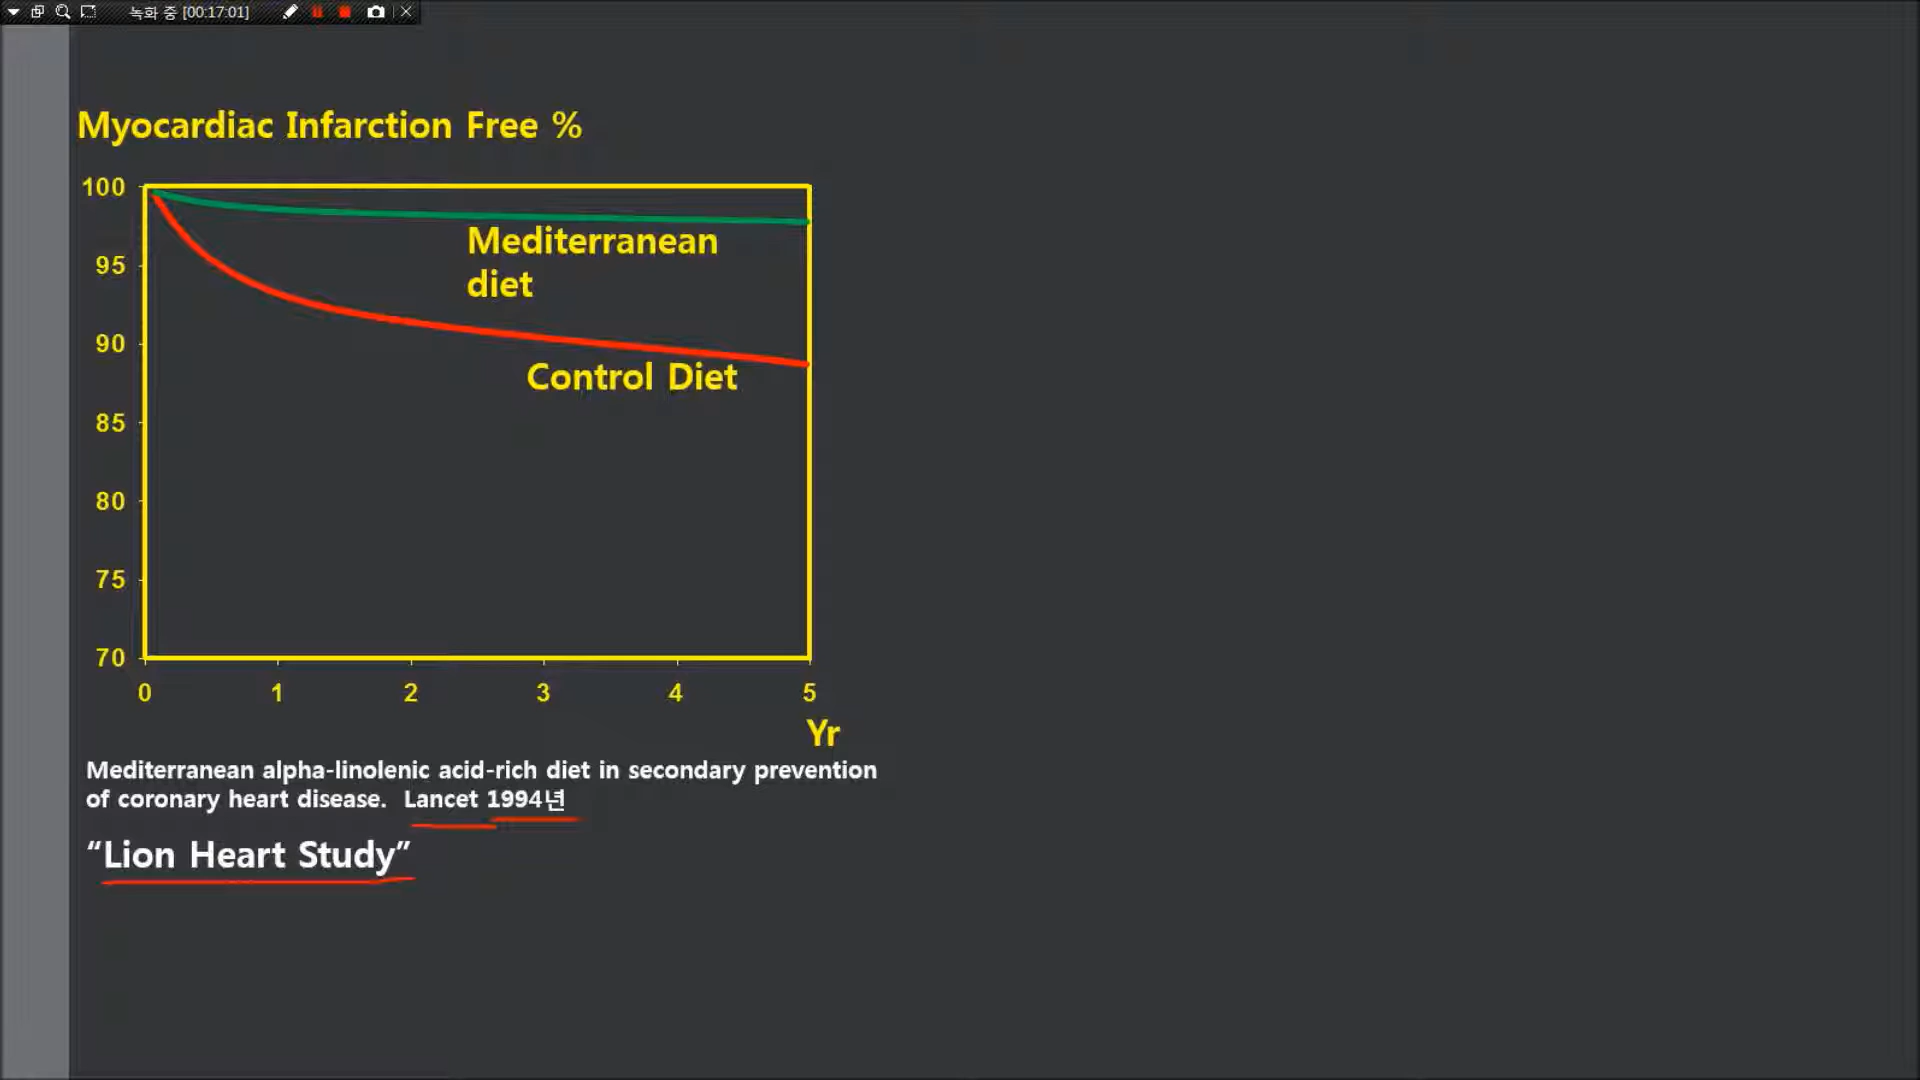 녹화 중 [00:17:01]
Myocardiac Infarction Free %
100
95
90
85
80
75
70
Mediterranean
diet
Control Diet
0 1 2 3 4 5
Yr
Mediterranean alpha-linolenic acid-rich diet in secondary prevention
of coronary heart disease. Lancet 1994년
“Lion Heart Study”